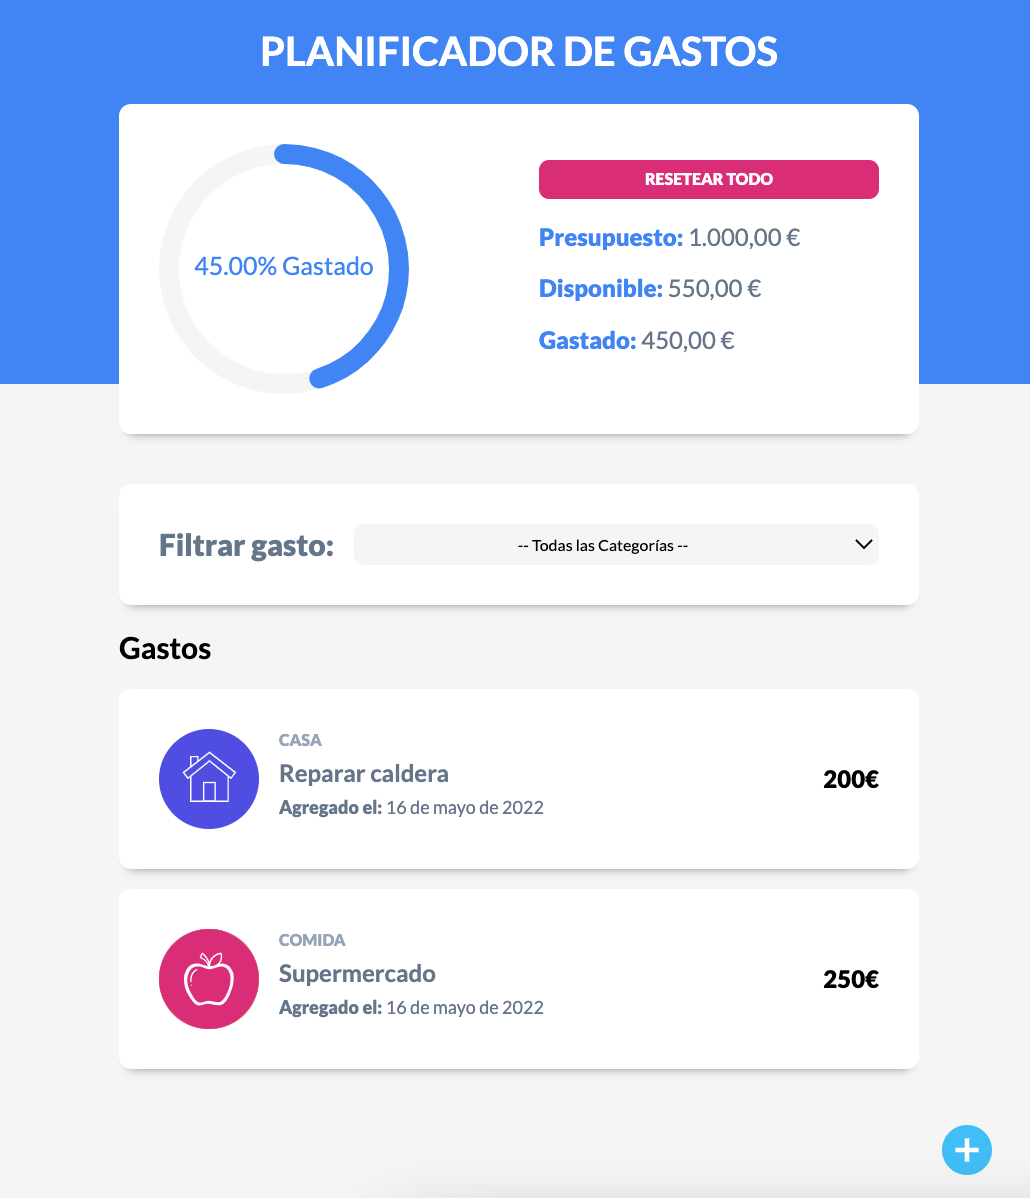 PLANIFICADOR DE GASTOS
45.00% Gastado
RESETEAR TODO
Presupuesto: 1.000,00 €
Disponible: 550,00 €
Gastado: 450,00 €
Filtrar gasto:
-- Todas las Categorías --
Gastos
CASA
Reparar caldera
Agregado el: 16 de mayo de 2022
200€
COMIDA
Supermercado
Agregado el: 16 de mayo de 2022
250€